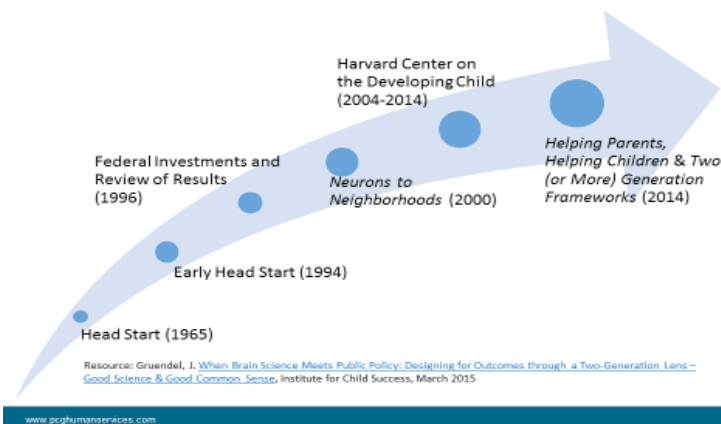 Harvard Center on
the Developing Child
(2004-2014)
Federal Investments and
Review of Results
(1996)
Helping Parents,
Helping Children & Two
(or More) Generation
Frameworks (2014)
Neurons to
Neighborhoods (2000)
Early Head Start (1994)
Head Start (1965)
Resource: Gruendel, J. When Brain Science Meets Public Policy: Designing for Outcomes through a Two-Generation Lens –
Good Science & Good Common Sense, Institute for Child Success, March 2015
www.pcghumanservices.com